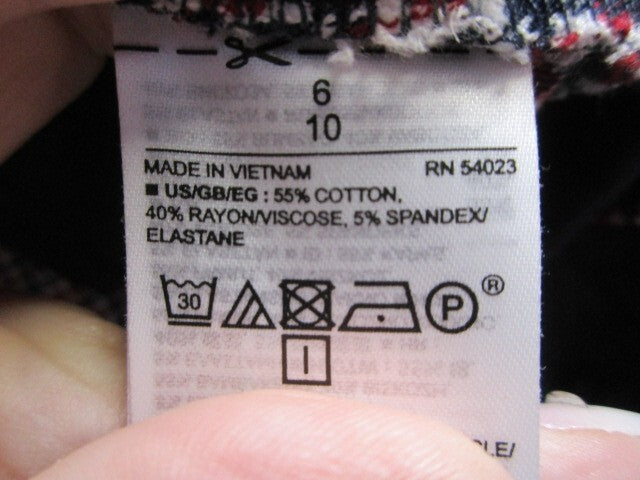 6
10
MADE IN VIETNAM RN 54023
■ US/GB/EG : 55% COTTON,
40% RAYON/VISCOSE, 5% SPANDEX/
ELASTANE
30 P ®
I